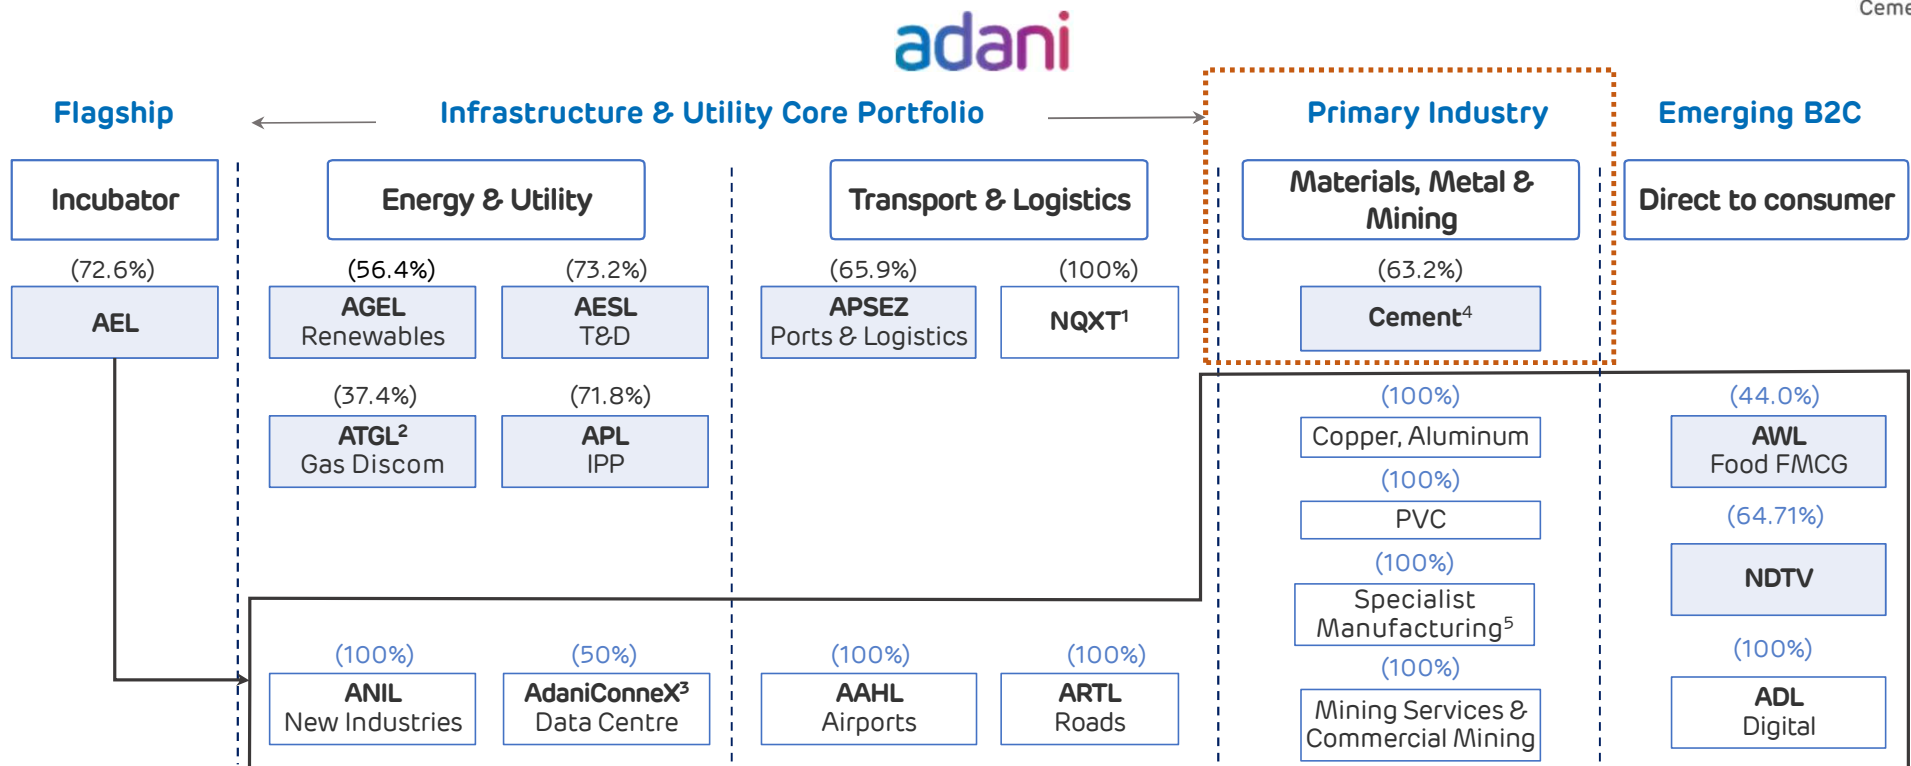 Ceme
adani
Flagship
Infrastructure & Utility Core Portfolio
Primary Industry
Emerging B2C
Incubator
Energy & Utility
Transport & Logistics
Materials, Metal &
Mining
Direct to consumer
(72.6%)
(56.4%)
(73.2%)
(65.9%)
(100%)
(63.2%)
AEL
AGEL
Renewables
AESL
T&D
APSEZ
Ports & Logistics
NQXT¹
Cement⁴
(37.4%)
(71.8%)
(100%)
(44.0%)
ATGL²
Gas Discom
APL
IPP
Copper, Aluminum
AWL
Food FMCG
(100%)
PVC
(64.71%)
NDTV
(100%)
Specialist
Manufacturing⁵
(100%)
(50%)
(100%)
(100%)
(100%)
(100%)
ANIL
New Industries
AdaniConneX³
Data Centre
AAHL
Airports
ARTL
Roads
Mining Services &
Commercial Mining
ADL
Digital